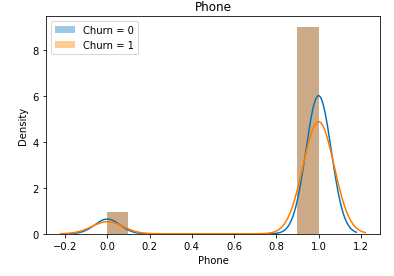 Phone
Churn = 0
Churn = 1
Density
8
6
4
2
0
−0.2 0.0 0.2 0.4 0.6 0.8 1.0 1.2
Phone